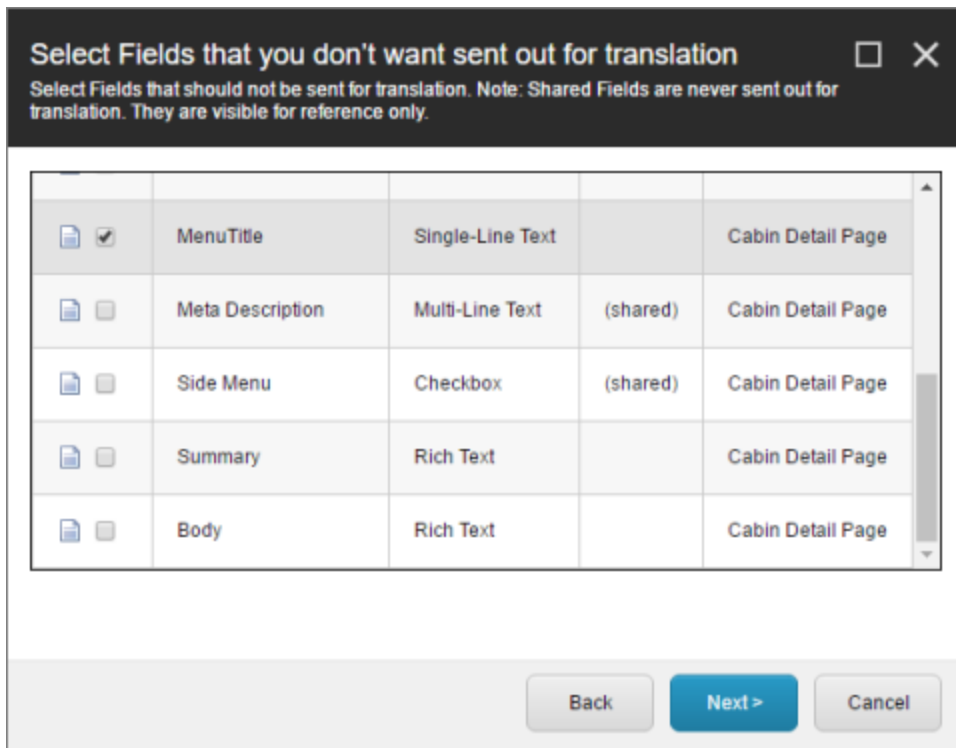 Select Fields that you don't want sent out for translation
Select Fields that should not be sent for translation. Note: Shared Fields are never sent out for
translation. They are visible for reference only.
MenuTitle Single-Line Text Cabin Detail Page
Meta Description Multi-Line Text (shared) Cabin Detail Page
Side Menu Checkbox (shared) Cabin Detail Page
Summary Rich Text Cabin Detail Page
Body Rich Text Cabin Detail Page
Back Next > Cancel